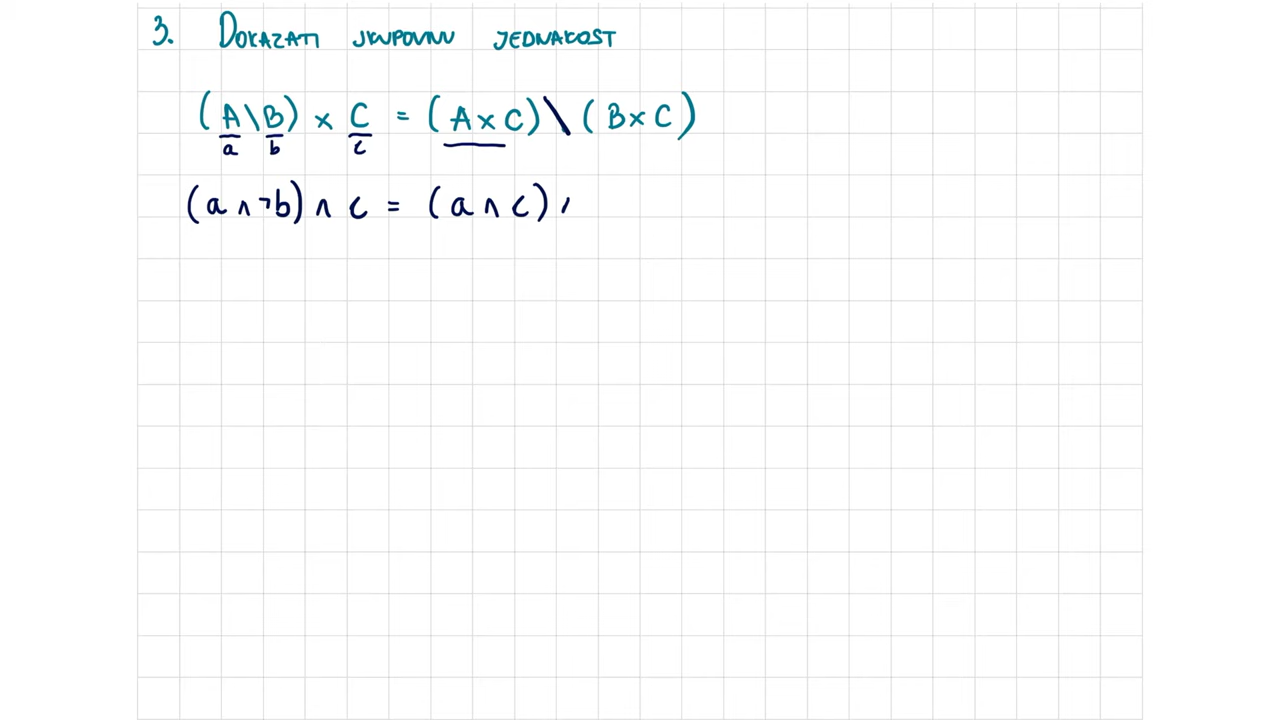 3. DOKAZATI SKUPOVNU JEDNAKOST
(A \ B) × C = (A × C) \ (B × C)
a b c
(a ∧ ¬b) ∧ c = (a ∧ c) ∧